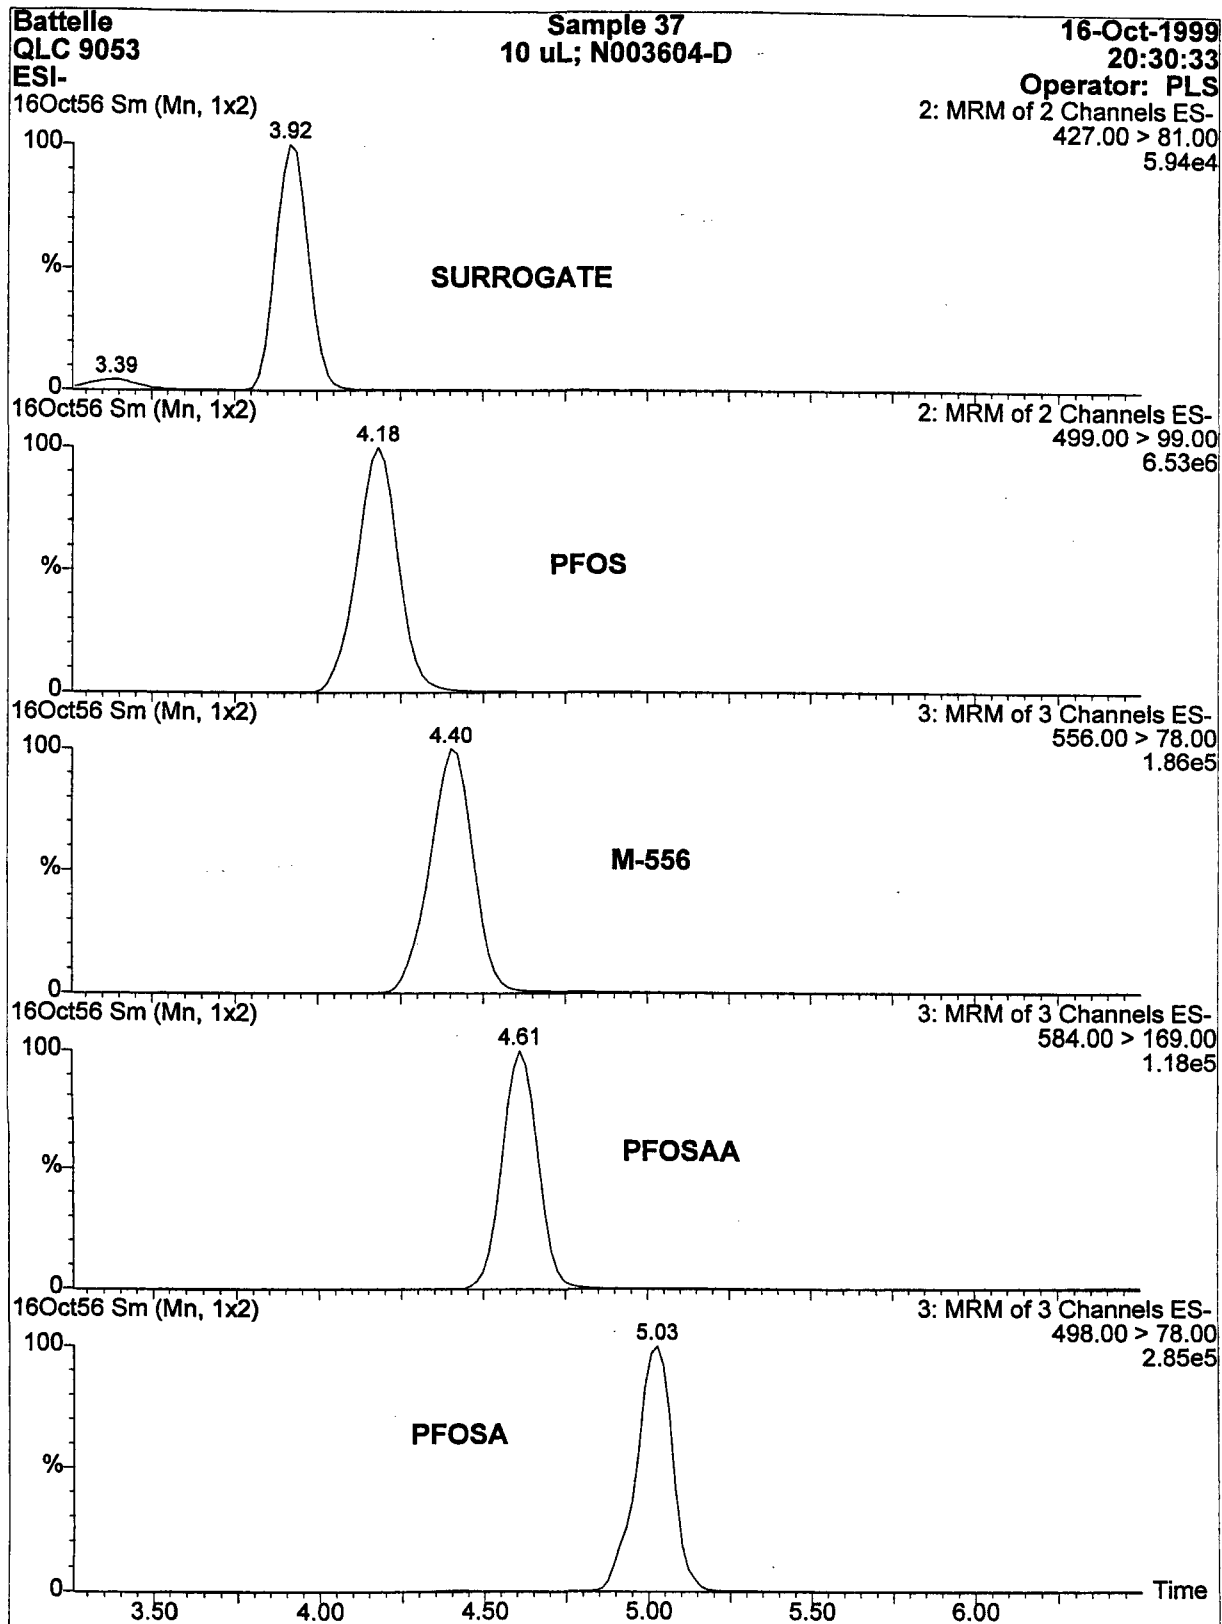 Battelle Sample 37 16-Oct-1999
QLC 9053 10 uL; N003604-D 20:30:33
ESI- Operator: PLS
16Oct56 Sm (Mn, 1x2) 2: MRM of 2 Channels ES-
427.00 > 81.00
5.94e4
100 3.92
%
SURROGATE
3.39
0
16Oct56 Sm (Mn, 1x2) 2: MRM of 2 Channels ES-
499.00 > 99.00
6.53e6
100 4.18
%
PFOS
0
16Oct56 Sm (Mn, 1x2) 3: MRM of 3 Channels ES-
556.00 > 78.00
1.86e5
100 4.40
%
M-556
0
16Oct56 Sm (Mn, 1x2) 3: MRM of 3 Channels ES-
584.00 > 169.00
1.18e5
100 4.61
%
PFOSAA
0
16Oct56 Sm (Mn, 1x2) 3: MRM of 3 Channels ES-
498.00 > 78.00
2.85e5
100 5.03
PFOSA
%
0 Time
3.50 4.00 4.50 5.00 5.50 6.00